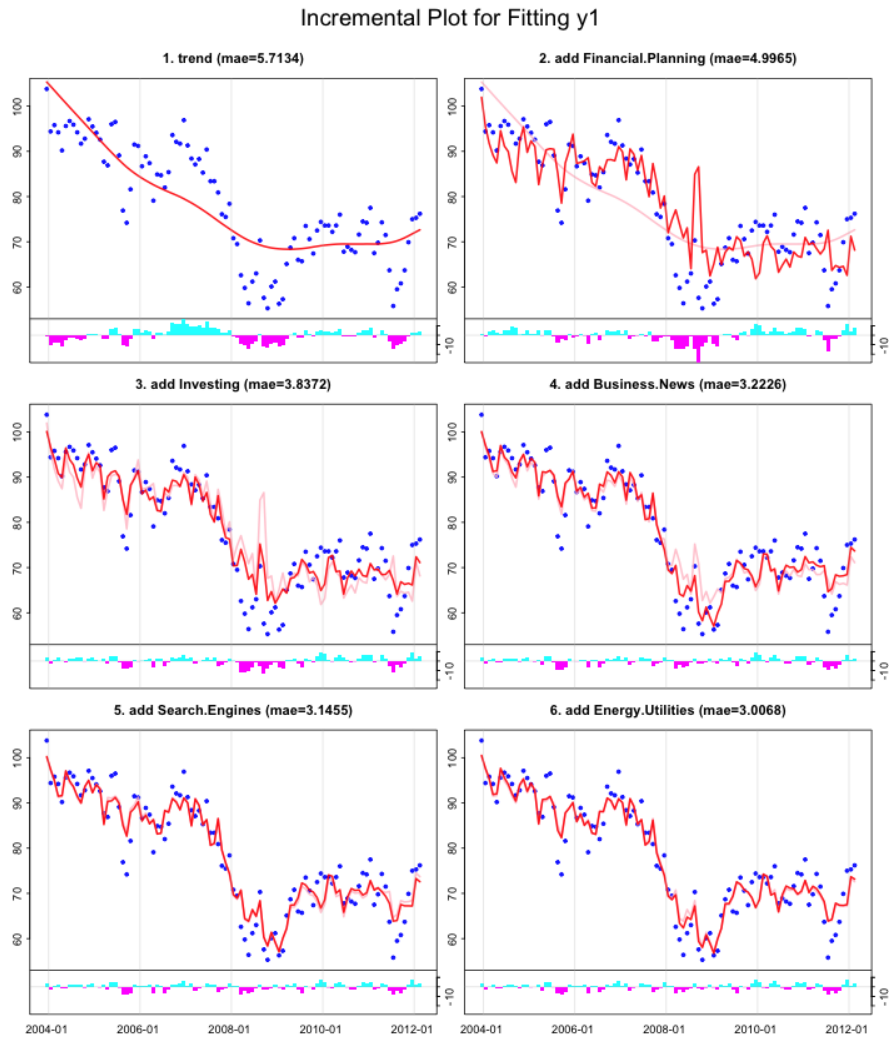 Incremental Plot for Fitting y1
1. trend (mae=5.7134)
2. add Financial.Planning (mae=4.9965)
100
90
80
70
60
-10
-10
3. add Investing (mae=3.8372)
4. add Business.News (mae=3.2226)
100
90
80
70
60
-10
-10
5. add Search.Engines (mae=3.1455)
6. add Energy.Utilities (mae=3.0068)
100
90
80
70
60
-10
-10
2004-01 2006-01 2008-01 2010-01 2012-01
2004-01 2006-01 2008-01 2010-01 2012-01